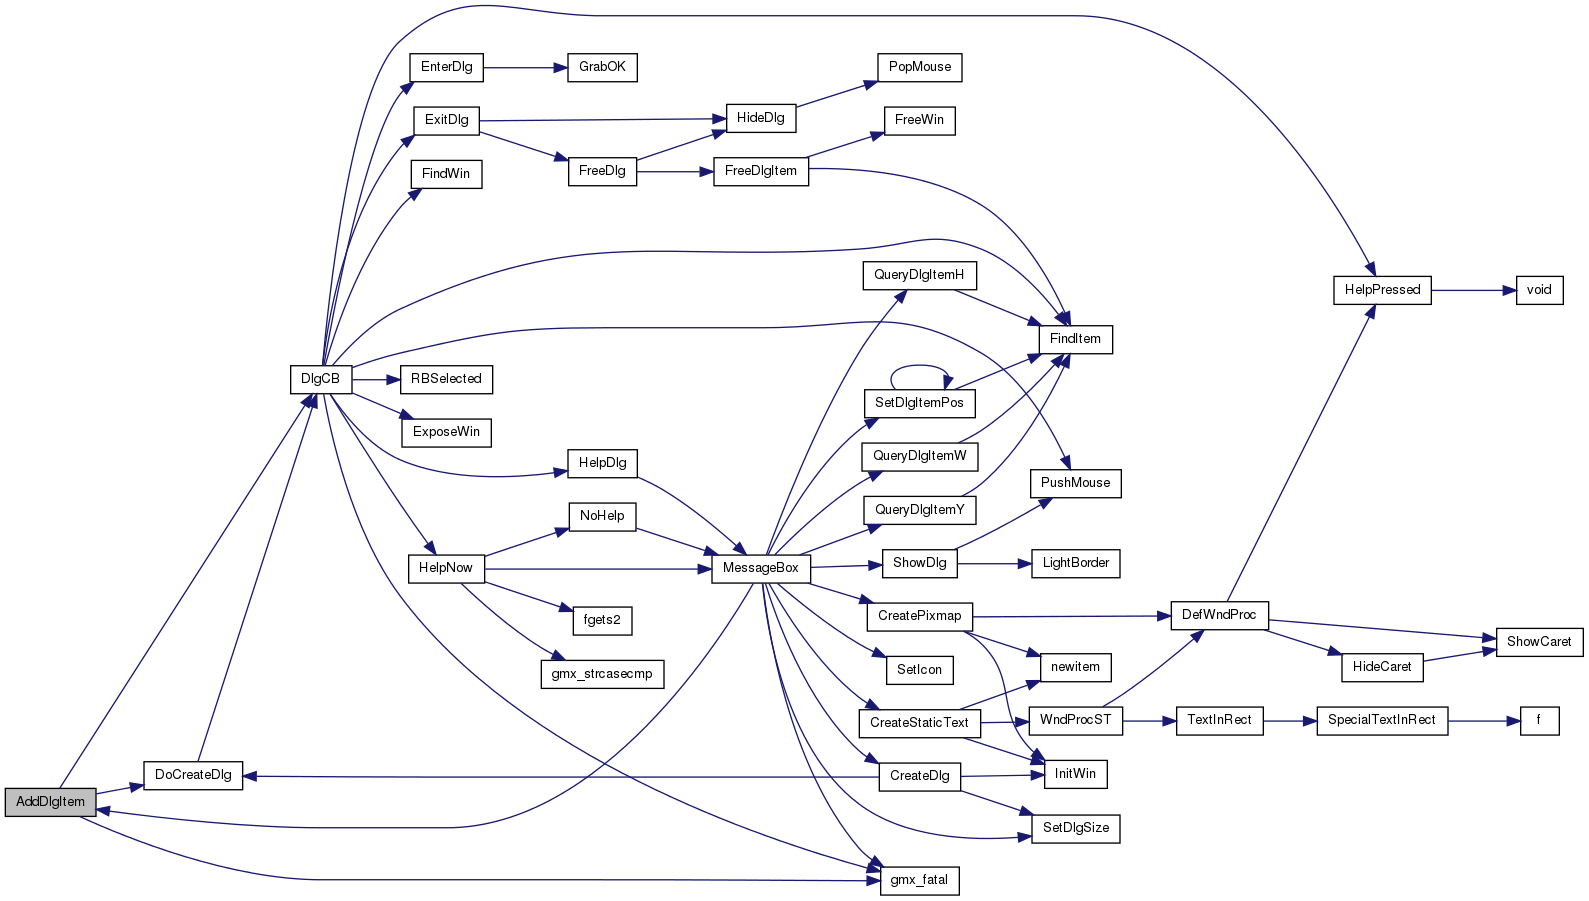 EnterDlg
GrabOK
PopMouse
ExitDlg
HideDlg
FreeWin
FindWin
FreeDlg
FreeDlgItem
QueryDlgItemH
HelpPressed
void
FindItem
DlgCB
RBSelected
SetDlgItemPos
ExposeWin
HelpDlg
QueryDlgItemW
PushMouse
NoHelp
QueryDlgItemY
HelpNow
MessageBox
ShowDlg
LightBorder
fgets2
CreatePixmap
DefWndProc
ShowCaret
gmx_strcasecmp
SetIcon
newitem
HideCaret
CreateStaticText
WndProcST
TextInRect
SpecialTextInRect
f
DoCreateDlg
CreateDlg
InitWin
AddDlgItem
SetDlgSize
gmx_fatal